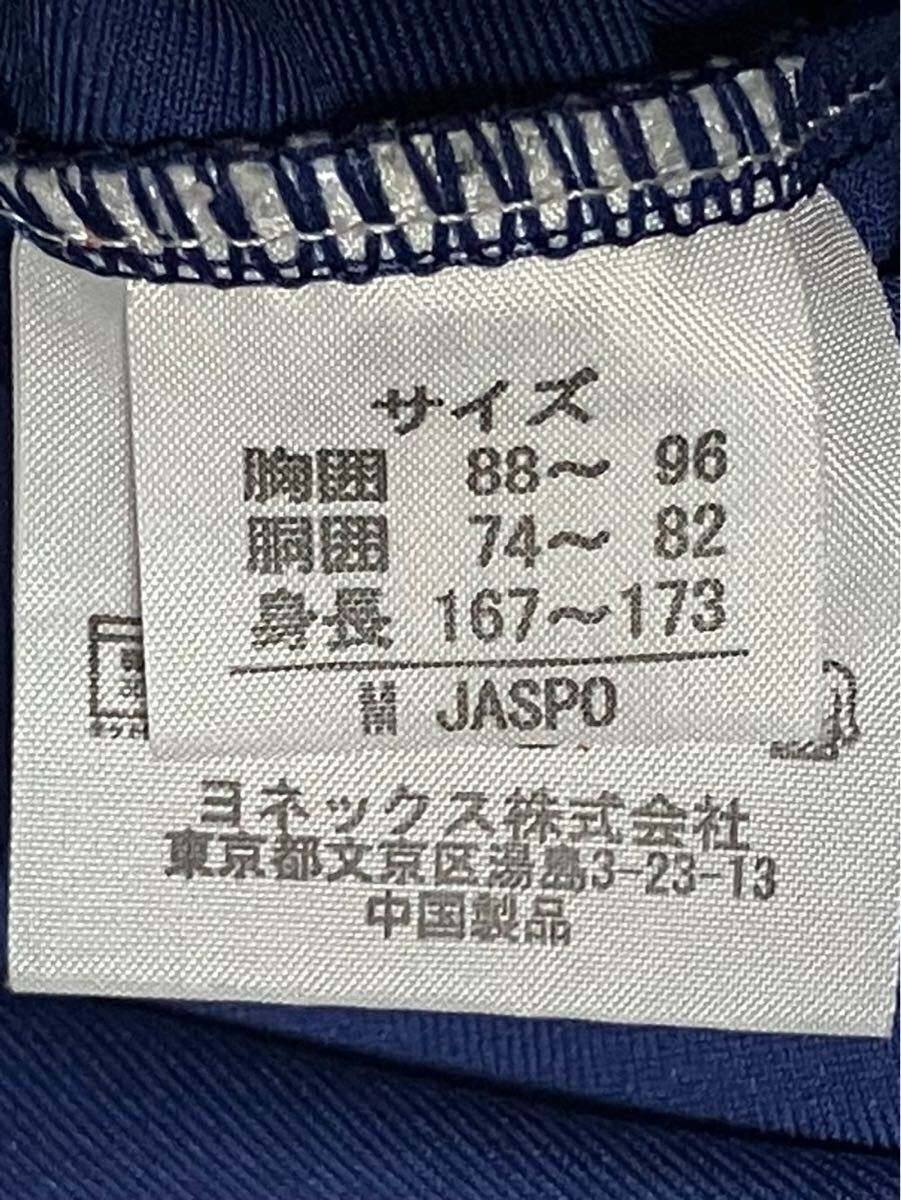 サイズ
胸囲 88～ 96
胴囲 74～ 82
身長 167～173
JASPO
ヨネックス株式会社
東京都文京区湯島3-23-13
中国製品